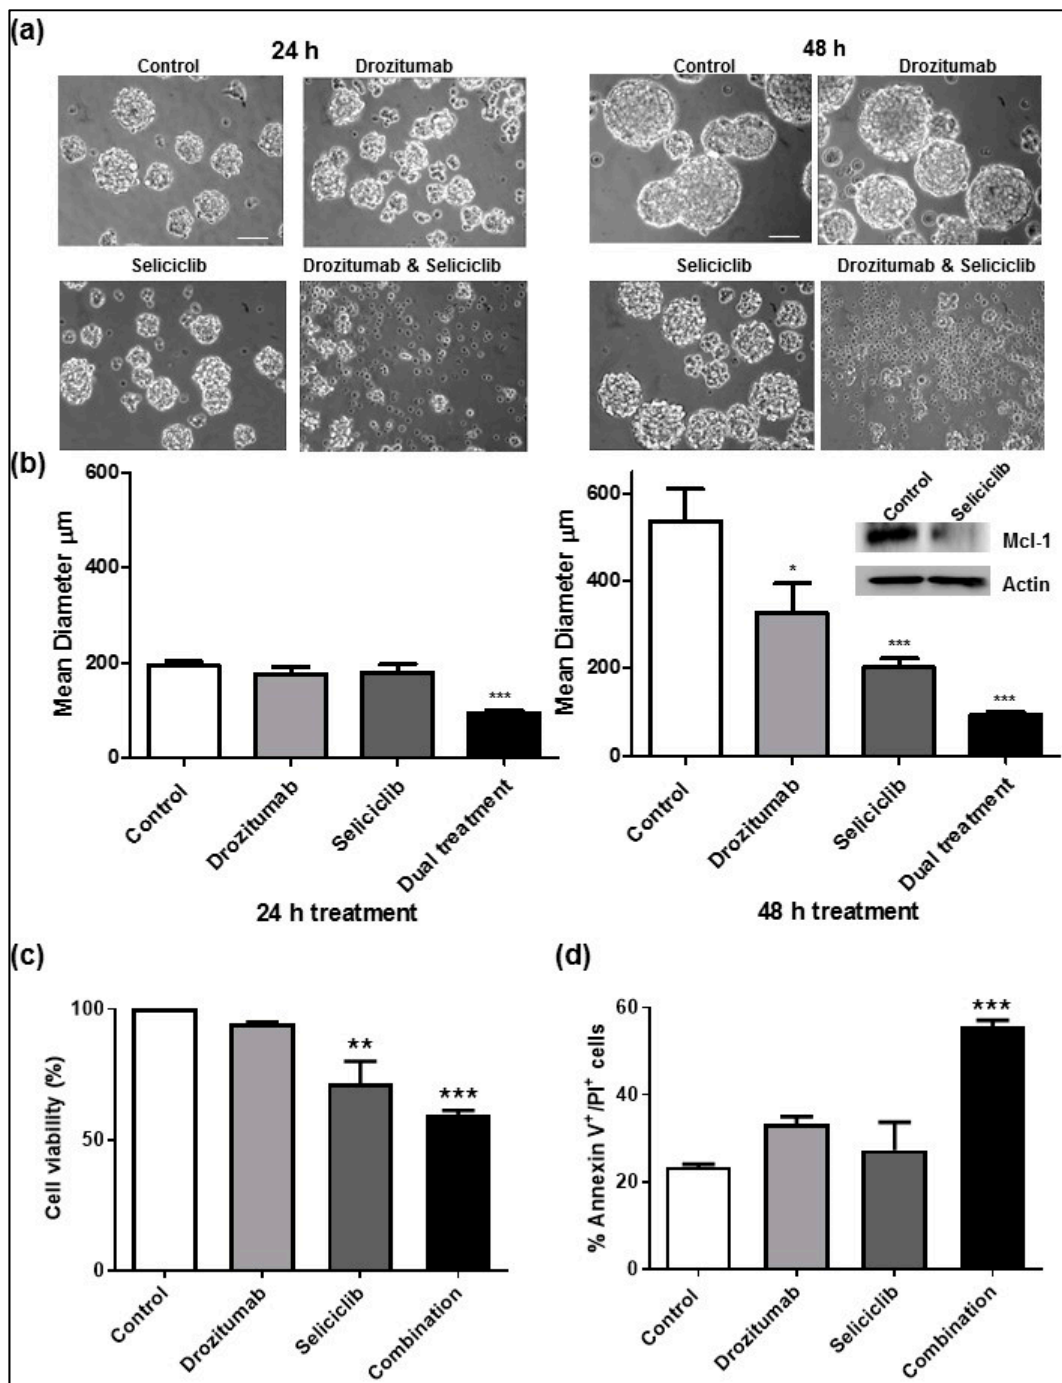 (a)
24 h
48 h
Control
Drozitumab
Control
Drozitumab
Seliciclib
Drozitumab & Seliciclib
Seliciclib
Drozitumab & Seliciclib
(b)
Mean Diameter µm
600
400
200
0
***
Control
Drozitumab
Seliciclib
Dual treatment
24 h treatment
Mean Diameter µm
600
400
200
0
*
***
***
Control
Seliciclib
Mcl-1
Actin
Control
Drozitumab
Seliciclib
Dual treatment
48 h treatment
(c)
Cell viability (%)
100
50
0
**
***
Control
Drozitumab
Seliciclib
Combination
(d)
% Annexin V⁺/PI⁺ cells
60
40
20
0
***
Control
Drozitumab
Seliciclib
Combination